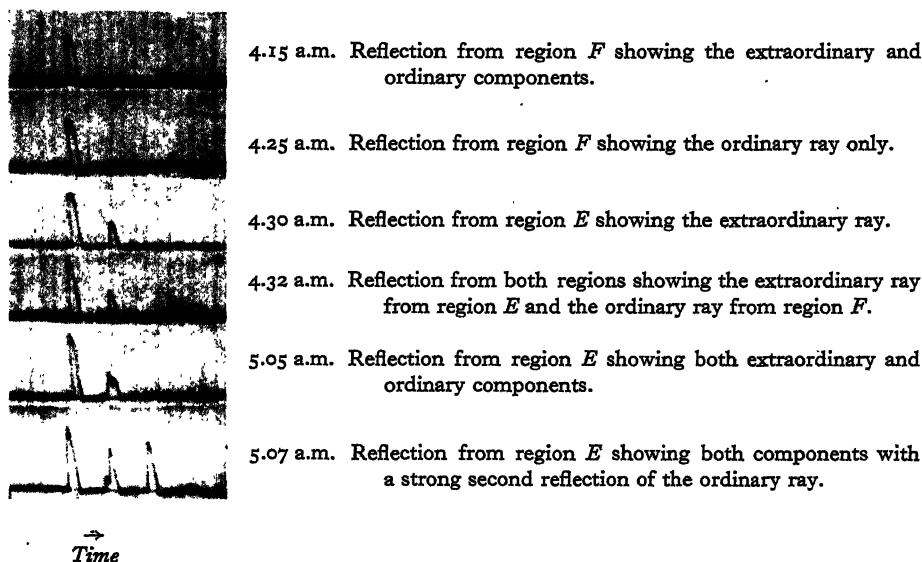 4.15 a.m. Reflection from region F showing the extraordinary and
ordinary components.
4.25 a.m. Reflection from region F showing the ordinary ray only.
4.30 a.m. Reflection from region E showing the extraordinary ray.
4.32 a.m. Reflection from both regions showing the extraordinary ray
from region E and the ordinary ray from region F.
5.05 a.m. Reflection from region E showing both extraordinary and
ordinary components.
5.07 a.m. Reflection from region E showing both components with
a strong second reflection of the ordinary ray.
→
Time